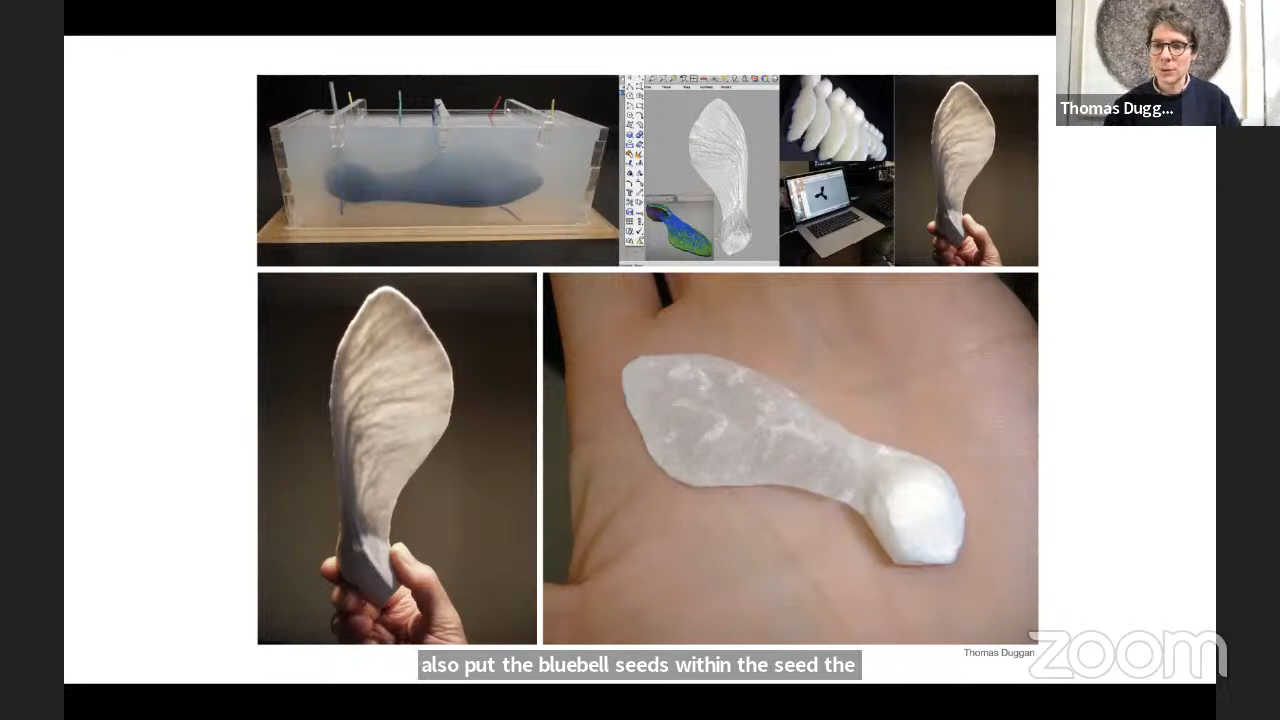 Thomas Dugg...
Thomas Duggan
zoom
also put the bluebell seeds within the seed the